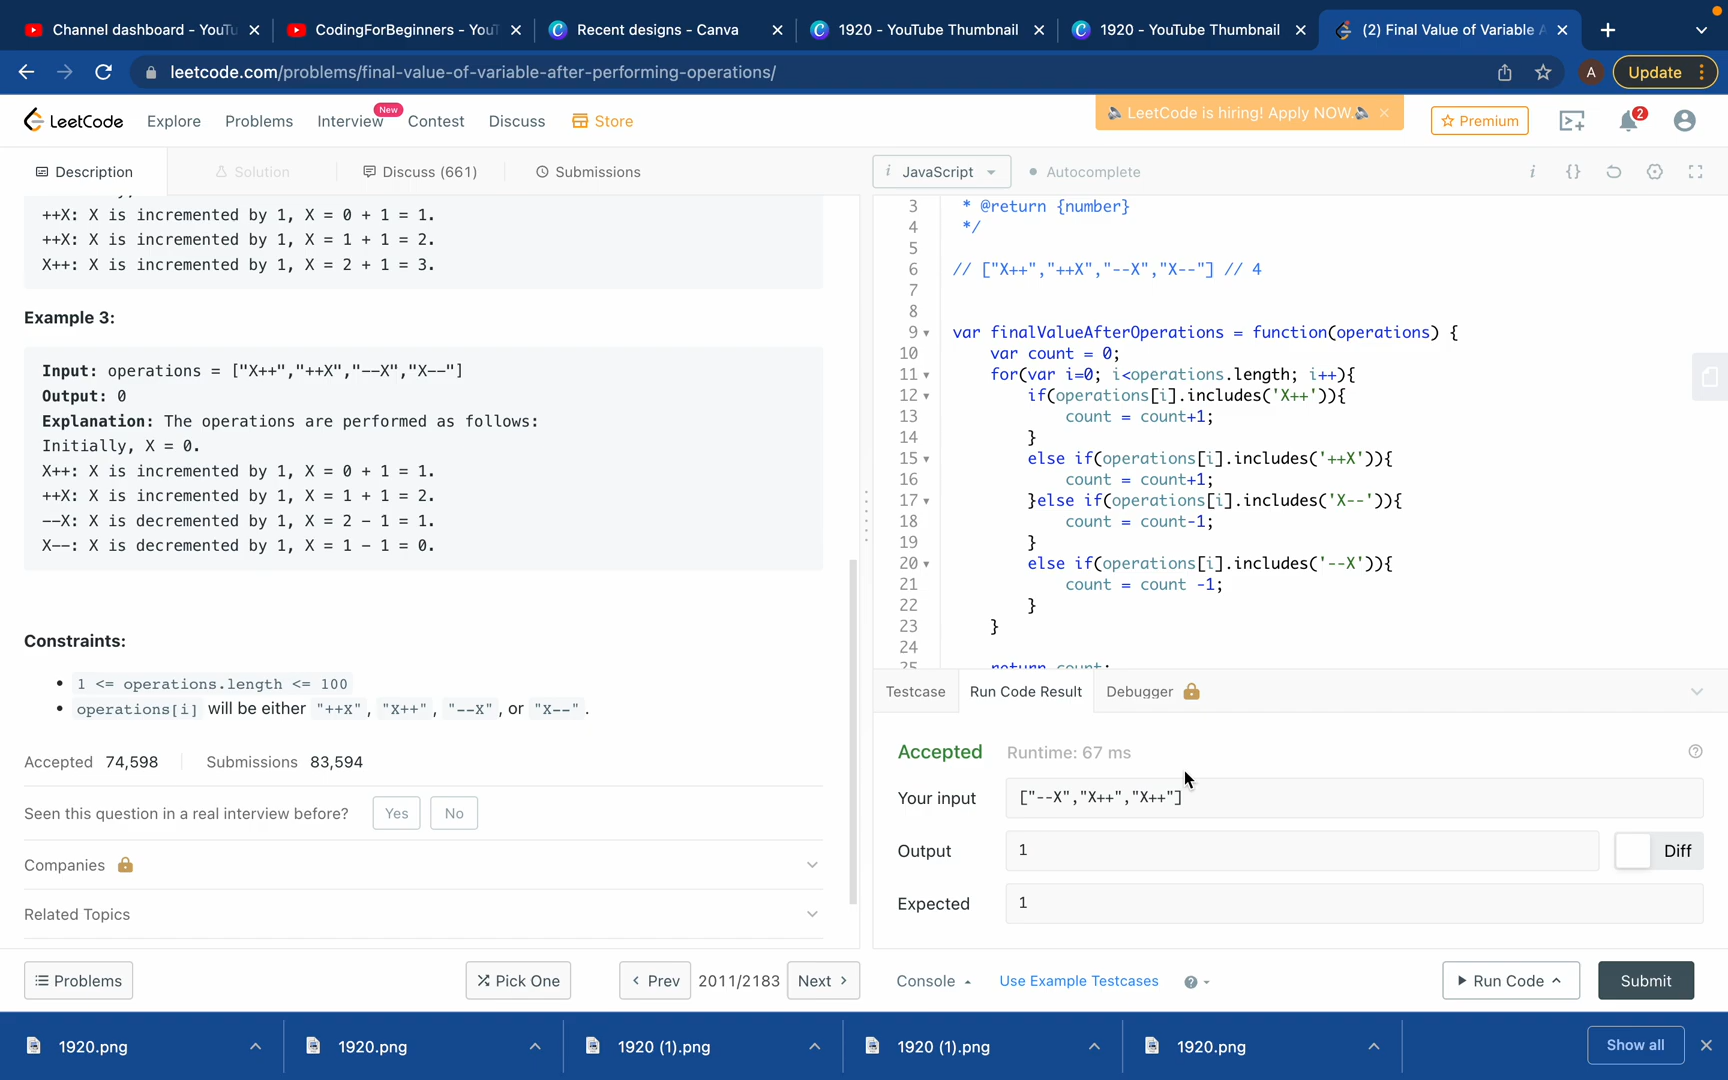 Channel dashboard - YouTu
CodingForBeginners - You
Recent designs - Canva
1920 - YouTube Thumbnail
1920 - YouTube Thumbnail
(2) Final Value of Variable A
leetcode.com/problems/final-value-of-variable-after-performing-operations/
A
Update
LeetCode
Explore
Problems
Interview
New
Contest
Discuss
Store
LeetCode is hiring! Apply NOW.
Premium
2
Description
Solution
Discuss (661)
Submissions
i JavaScript
Autocomplete
++X: X is incremented by 1, X = 0 + 1 = 1.
++X: X is incremented by 1, X = 1 + 1 = 2.
X++: X is incremented by 1, X = 2 + 1 = 3.
Example 3:
Input: operations = ["X++","++X","--X","X--"]
Output: 0
Explanation: The operations are performed as follows:
Initially, X = 0.
X++: X is incremented by 1, X = 0 + 1 = 1.
++X: X is incremented by 1, X = 1 + 1 = 2.
--X: X is decremented by 1, X = 2 - 1 = 1.
X--: X is decremented by 1, X = 1 - 1 = 0.
Constraints:
• 1 <= operations.length <= 100
• operations[i] will be either "++X", "X++", "--X", or "X--".
Accepted 74,598 Submissions 83,594
Seen this question in a real interview before? Yes No
Companies
Related Topics
Problems
Pick One
Prev
2011/2183
Next
3 * @return {number}
4 */
5
6 // ["X++","++X","--X","X--"] // 4
7
8
9 var finalValueAfterOperations = function(operations) {
10 var count = 0;
11 for(var i=0; i<operations.length; i++){
12 if(operations[i].includes('X++')){
13 count = count+1;
14 }
15 else if(operations[i].includes('++X')){
16 count = count+1;
17 }else if(operations[i].includes('X--')){
18 count = count-1;
19 }
20 else if(operations[i].includes('--X')){
21 count = count -1;
22 }
23 }
24
25 return count;
Testcase
Run Code Result
Debugger
Accepted Runtime: 67 ms
Your input ["--X","X++","X++"]
Output 1
Diff
Expected 1
Console
Use Example Testcases
Run Code
Submit
1920.png
1920.png
1920 (1).png
1920 (1).png
1920.png
Show all